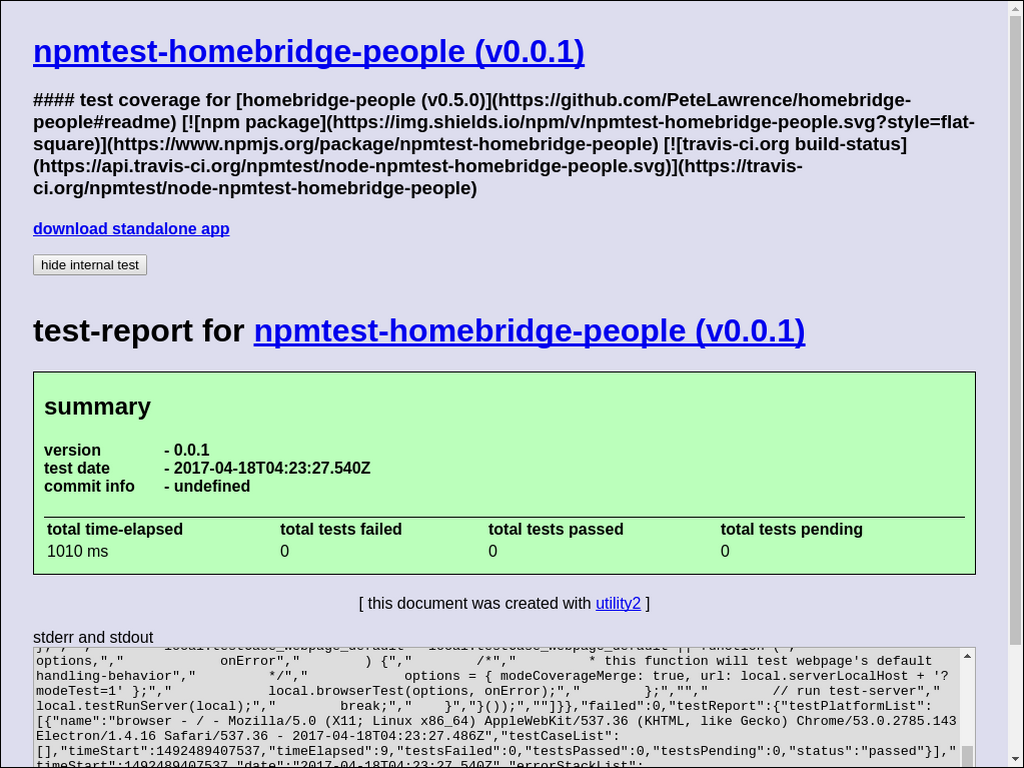 npmtest-homebridge-people (v0.0.1)
#### test coverage for [homebridge-people (v0.5.0)](https://github.com/PeteLawrence/homebridge-
people#readme) [![npm package](https://img.shields.io/npm/v/npmtest-homebridge-people.svg?style=flat-
square)](https://www.npmjs.org/package/npmtest-homebridge-people) [![travis-ci.org build-status]
(https://api.travis-ci.org/npmtest/node-npmtest-homebridge-people.svg)](https://travis-
ci.org/npmtest/node-npmtest-homebridge-people)
download standalone app
hide internal test
test-report for npmtest-homebridge-people (v0.0.1)
summary
version - 0.0.1
test date - 2017-04-18T04:23:27.540Z
commit info - undefined
total time-elapsed total tests failed total tests passed total tests pending
1010 ms 0 0 0
[ this document was created with utility2 ]
stderr and stdout
options,"," onError"," ) {"," /*"," * this function will test webpage's default
handling-behavior"," */"," options = { modeCoverageMerge: true, url: local.serverLocalHost + '?
modeTest=1' };"," local.browserTest(options, onError);"," };",""," // run test-server","
local.testRunServer(local);"," break;"," }","}());",""]}},"failed":0,"testReport":{"testPlatformList":
[{"name":"browser - / - Mozilla/5.0 (X11; Linux x86_64) AppleWebKit/537.36 (KHTML, like Gecko) Chrome/53.0.2785.143
Electron/1.4.16 Safari/537.36 - 2017-04-18T04:23:27.486Z","testCaseList":
[],"timeStart":1492489407537,"timeElapsed":9,"testsFailed":0,"testsPassed":0,"testsPending":0,"status":"passed"}],"
timeStart":1492489407537,"date":"2017-04-18T04:23:27.540Z","errorStackList":